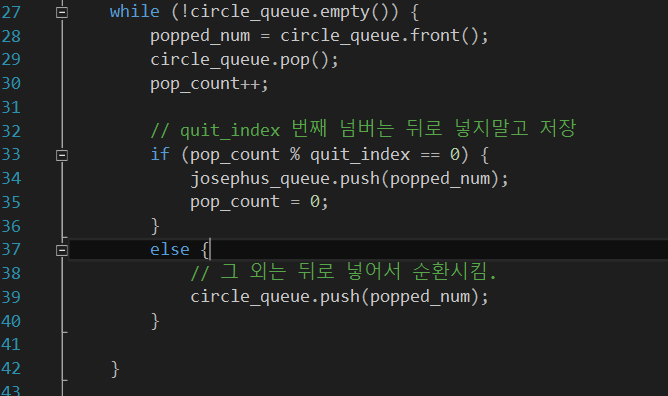 27 while (!circle_queue.empty()) {
28 popped_num = circle_queue.front();
29 circle_queue.pop();
30 pop_count++;
31
32 // quit_index 번째 넘버는 뒤로 넣지말고 저장
33 if (pop_count % quit_index == 0) {
34 josephus_queue.push(popped_num);
35 pop_count = 0;
36 }
37 else {
38 // 그 외는 뒤로 넣어서 순환시킴.
39 circle_queue.push(popped_num);
40 }
41
42 }
43